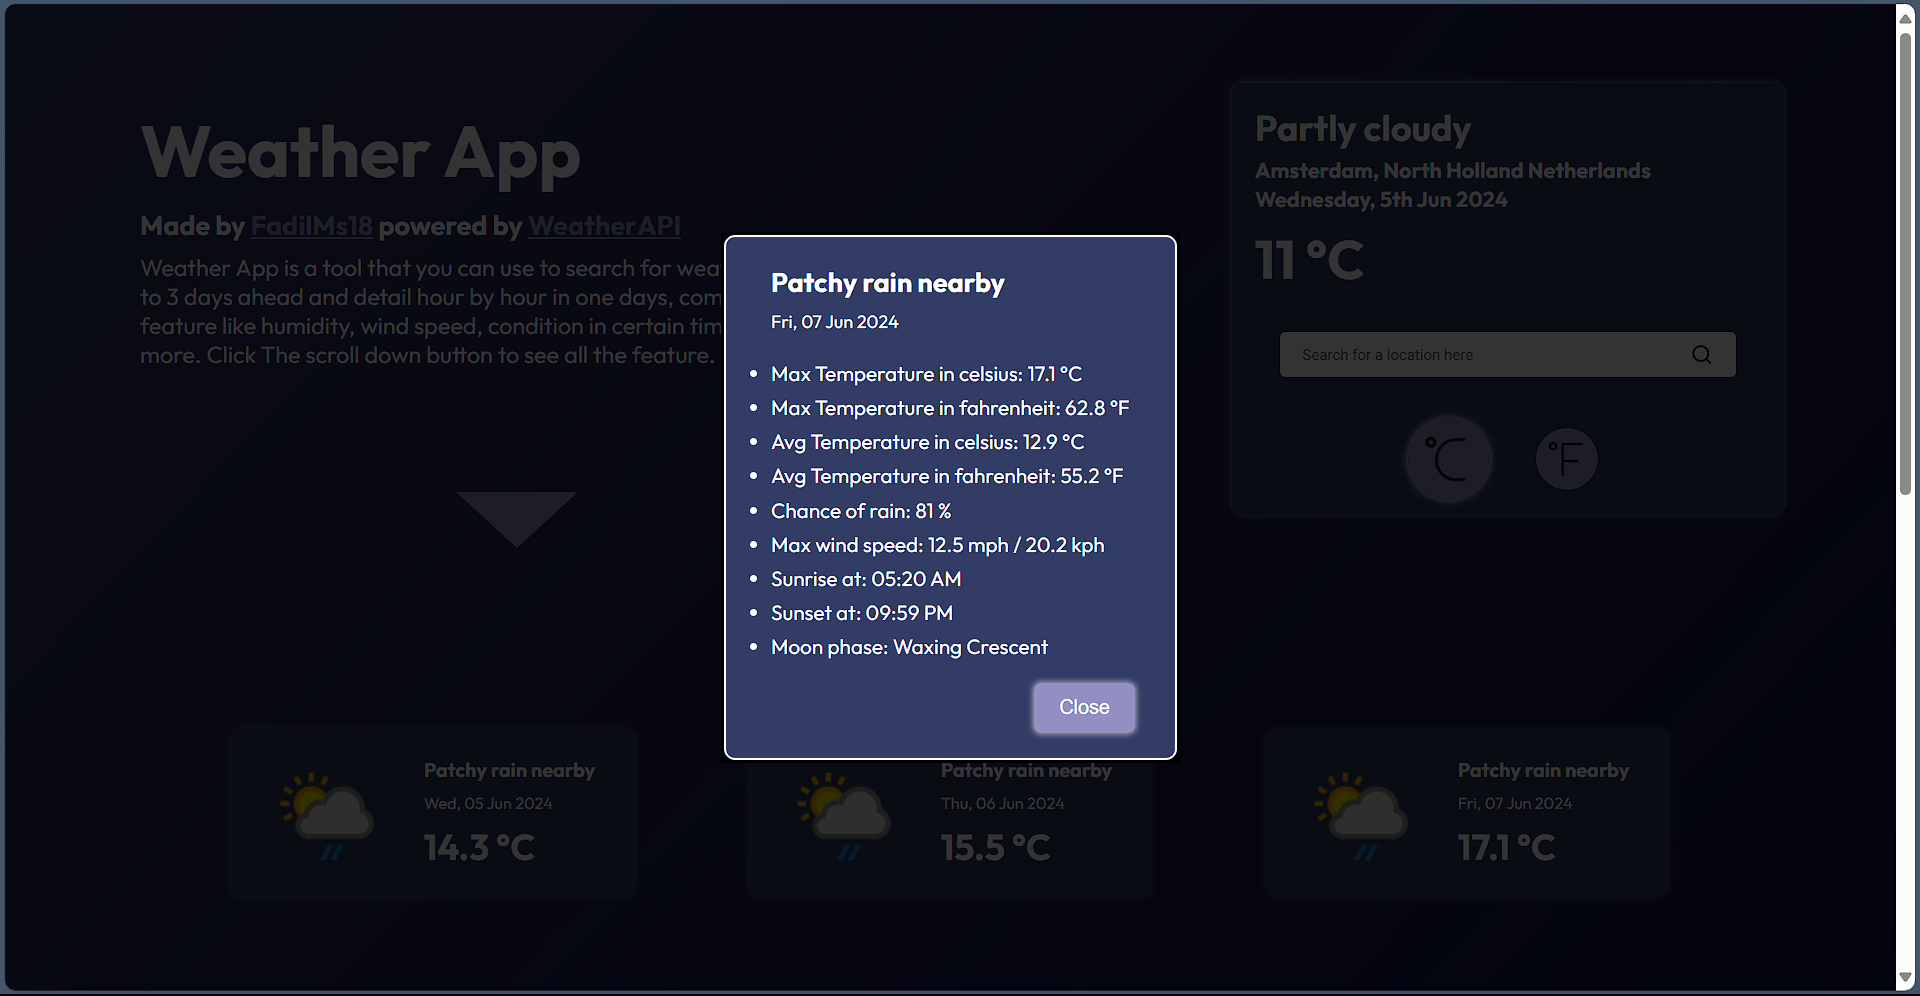 Weather App
Made by FadilMs18 powered by WeatherAPI
Weather App is a tool that you can use to search for
to 3 days ahead and detail hour by hour in one days,
feature like humidity, wind speed, condition in certain
more. Click The scroll down button to see all the feature.
Partly cloudy
Amsterdam, North Holland Netherlands
Wednesday, 5th Jun 2024
11 °C
Search for a location here
°C
°F
Patchy rain nearby
Fri, 07 Jun 2024
Max Temperature in celsius: 17.1 °C
Max Temperature in fahrenheit: 62.8 °F
Avg Temperature in celsius: 12.9 °C
Avg Temperature in fahrenheit: 55.2 °F
Chance of rain: 81 %
Max wind speed: 12.5 mph / 20.2 kph
Sunrise at: 05:20 AM
Sunset at: 09:59 PM
Moon phase: Waxing Crescent
Close
Patchy rain nearby
Wed, 05 Jun 2024
14.3 °C
Patchy rain nearby
Thu, 06 Jun 2024
15.5 °C
Patchy rain nearby
Fri, 07 Jun 2024
17.1 °C